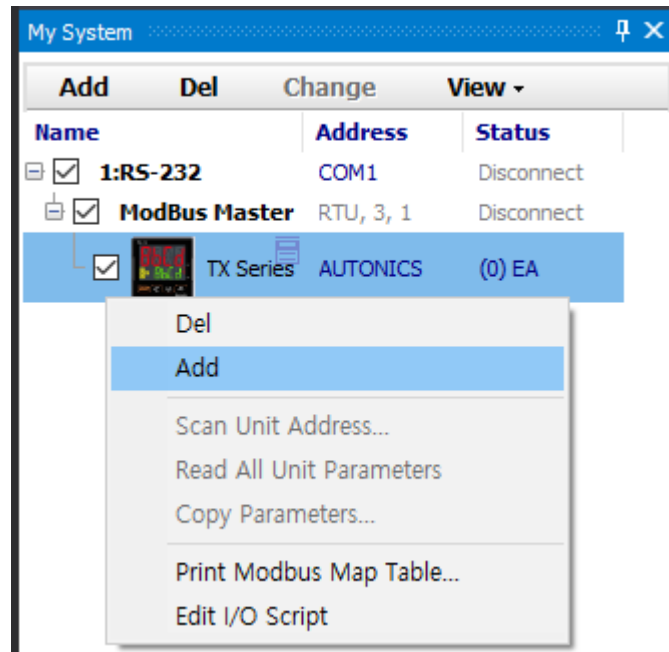 My System
Add Del Change View
Name Address Status
1:RS-232 COM1 Disconnect
ModBus Master RTU, 3, 1 Disconnect
TX Series AUTONICS (0) EA
Del
Add
Scan Unit Address...
Read All Unit Parameters
Copy Parameters...
Print Modbus Map Table...
Edit I/O Script